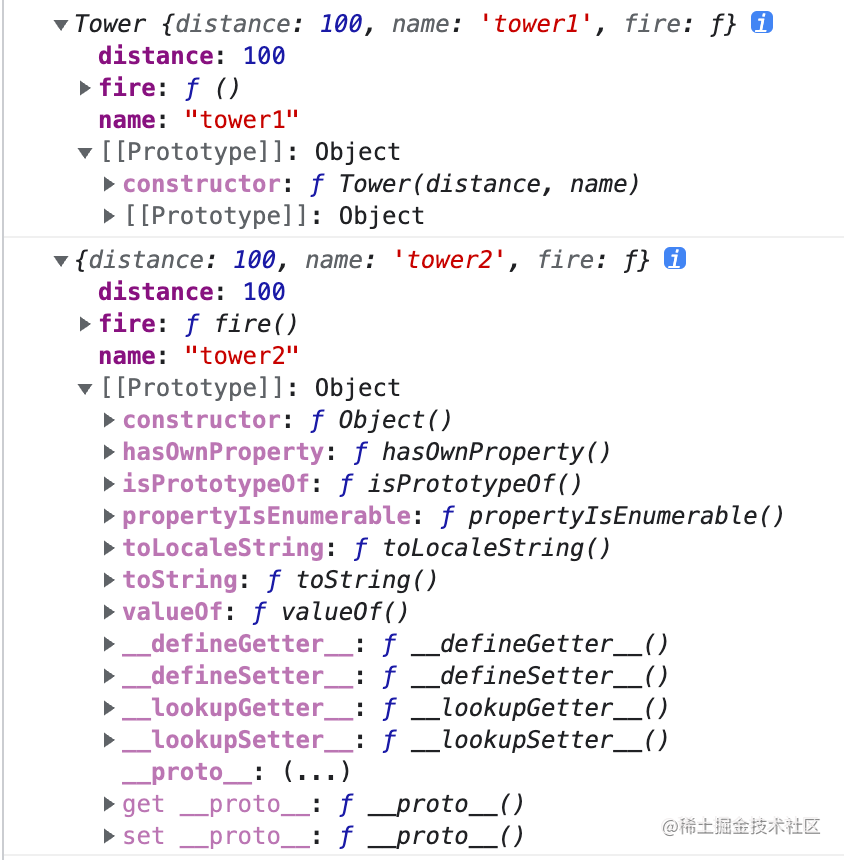 ▼Tower {distance: 100, name: 'tower1', fire: ƒ} i
distance: 100
▶fire: ƒ ()
name: "tower1"
▼[[Prototype]]: Object
▶constructor: ƒ Tower(distance, name)
▶[[Prototype]]: Object
▼{distance: 100, name: 'tower2', fire: ƒ} i
distance: 100
▶fire: ƒ fire()
name: "tower2"
▼[[Prototype]]: Object
▶constructor: ƒ Object()
▶hasOwnProperty: ƒ hasOwnProperty()
▶isPrototypeOf: ƒ isPrototypeOf()
▶propertyIsEnumerable: ƒ propertyIsEnumerable()
▶toLocaleString: ƒ toLocaleString()
▶toString: ƒ toString()
▶valueOf: ƒ valueOf()
▶__defineGetter__: ƒ __defineGetter__()
▶__defineSetter__: ƒ __defineSetter__()
▶__lookupGetter__: ƒ __lookupGetter__()
▶__lookupSetter__: ƒ __lookupSetter__()
__proto__: (...)
▶get __proto__: ƒ __proto__()
▶set __proto__: ƒ __proto__()
@稀土掘金技术社区